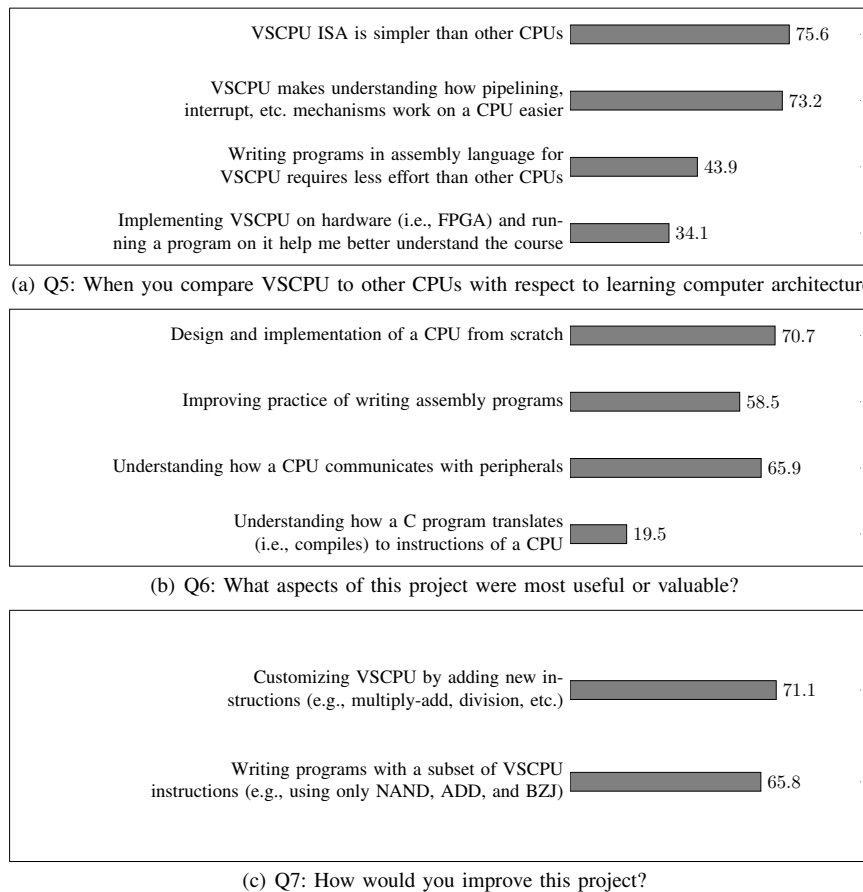 VSCPU ISA is simpler than other CPUs
75.6
VSCPU makes understanding how pipelining,
interrupt, etc. mechanisms work on a CPU easier
73.2
Writing programs in assembly language for
VSCPU requires less effort than other CPUs
43.9
Implementing VSCPU on hardware (i.e., FPGA) and run-
ning a program on it help me better understand the course
34.1
(a) Q5: When you compare VSCPU to other CPUs with respect to learning computer architecture
Design and implementation of a CPU from scratch
70.7
Improving practice of writing assembly programs
58.5
Understanding how a CPU communicates with peripherals
65.9
Understanding how a C program translates
(i.e., compiles) to instructions of a CPU
19.5
(b) Q6: What aspects of this project were most useful or valuable?
Customizing VSCPU by adding new in-
structions (e.g., multiply-add, division, etc.)
71.1
Writing programs with a subset of VSCPU
instructions (e.g., using only NAND, ADD, and BZJ)
65.8
(c) Q7: How would you improve this project?